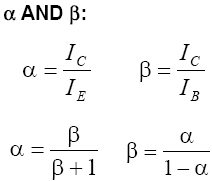 α AND β:
α = I_C / I_E    β = I_C / I_B
α = β / (β + 1)    β = α / (1 − α)